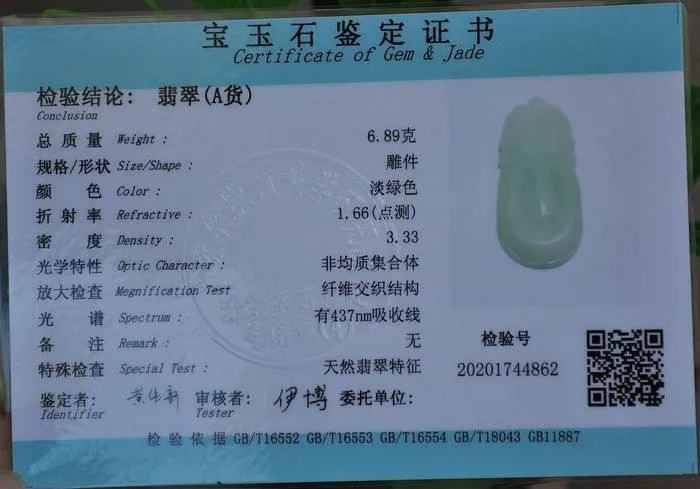 宝玉石鉴定证书
Certificate of Gem & Jade
检验结论: 翡翠(A货)
Conclusion
总质量 Weight : 6.89克
规格/形状 Size/Shape : 雕件
颜色 Color : 淡绿色
折射率 Refractive : 1.66(点测)
密度 Density : 3.33
光学特性 Optic Character : 非均质集合体
放大检查 Megnification Test 纤维交织结构
光谱 Spectrum : 有437nm吸收线
备注 Remark : 无
特殊检查 Special Test : 天然翡翠特征
检验号
20201744862
鉴定者: 审核者: 伊博 委托单位:
Identifier Tester
检验依据 GB/T16552 GB/T16553 GB/T16554 GB/T18043 GB11887